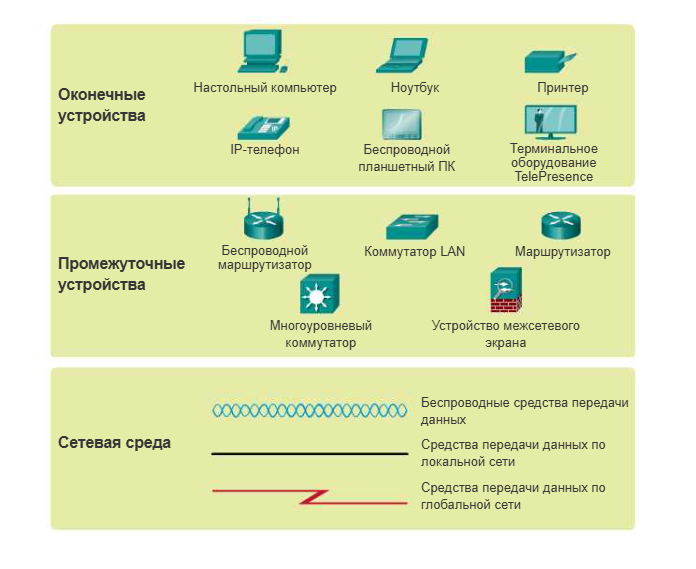 Оконечные
устройства
Настольный компьютер
Ноутбук
Принтер
IP-телефон
Беспроводной
планшетный ПК
Терминальное
оборудование
TelePresence
Промежуточные
устройства
Беспроводной
маршрутизатор
Коммутатор LAN
Маршрутизатор
Многоуровневый
коммутатор
Устройство межсетевого
экрана
Сетевая среда
Беспроводные средства передачи
данных
Средства передачи данных по
локальной сети
Средства передачи данных по
глобальной сети